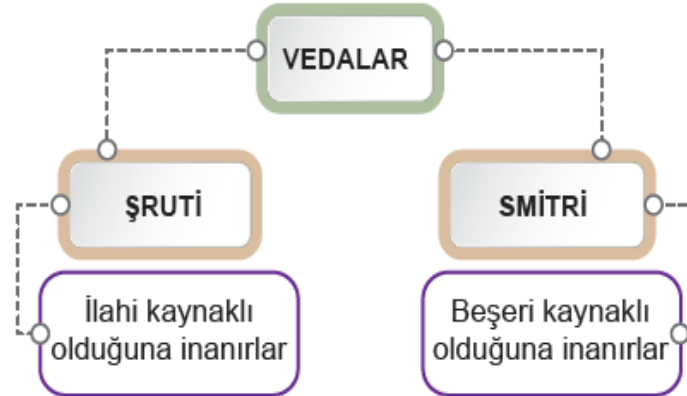 VEDALAR
ŞRUTİ
SMİTRİ
İlahi kaynaklı
olduğuna inanırlar
Beşeri kaynaklı
olduğuna inanırlar